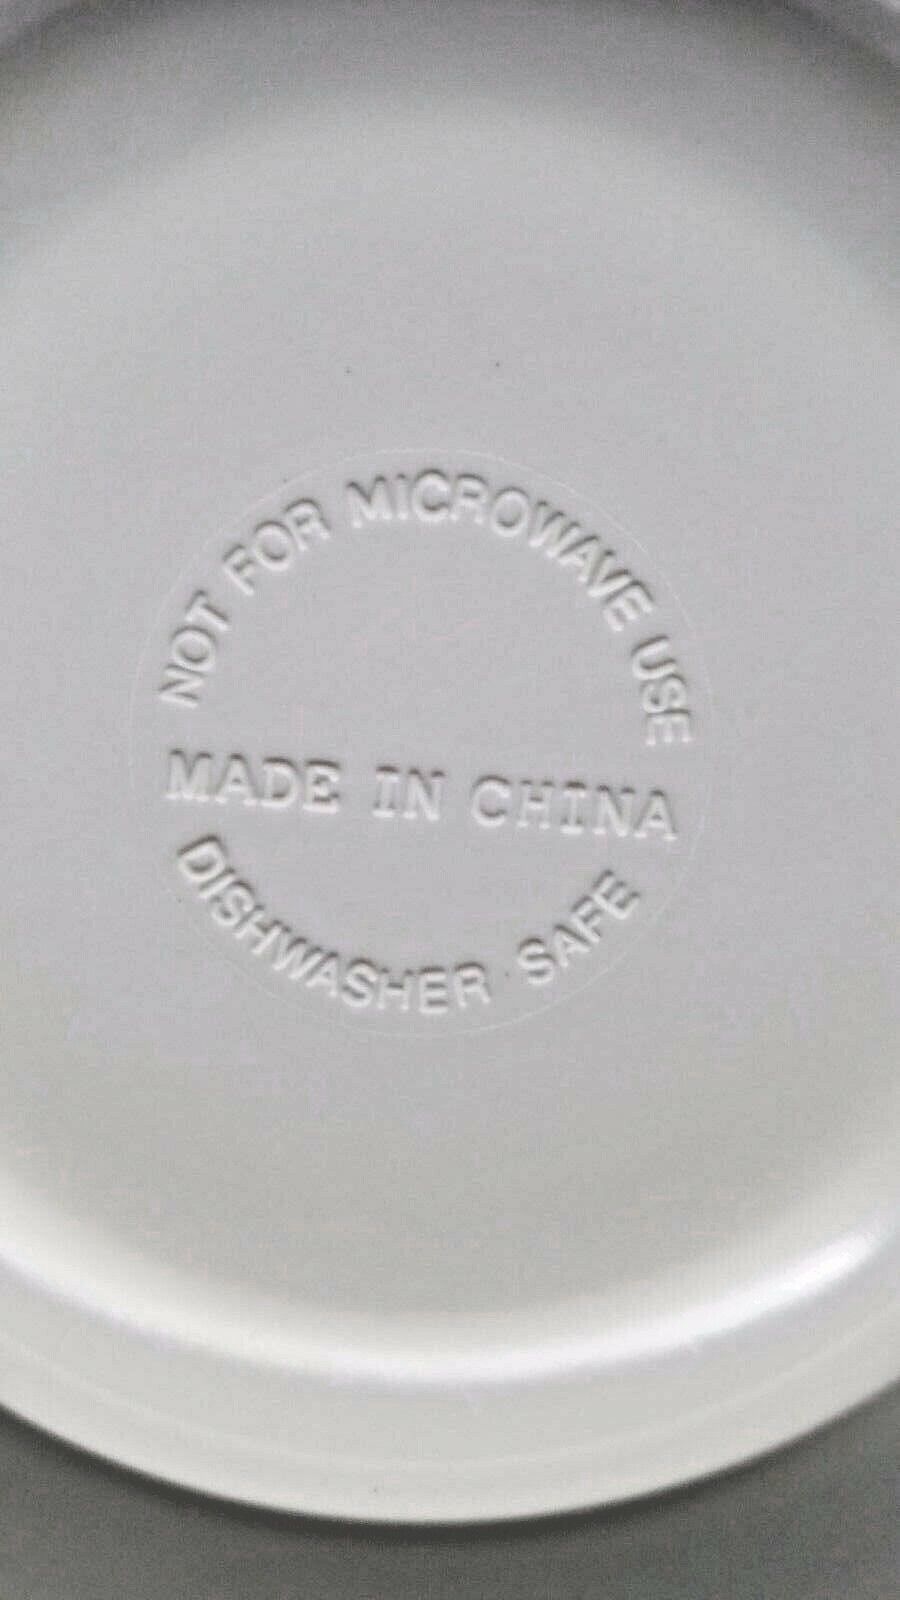 NOT FOR MICROWAVE USE
MADE IN CHINA
DISHWASHER SAFE